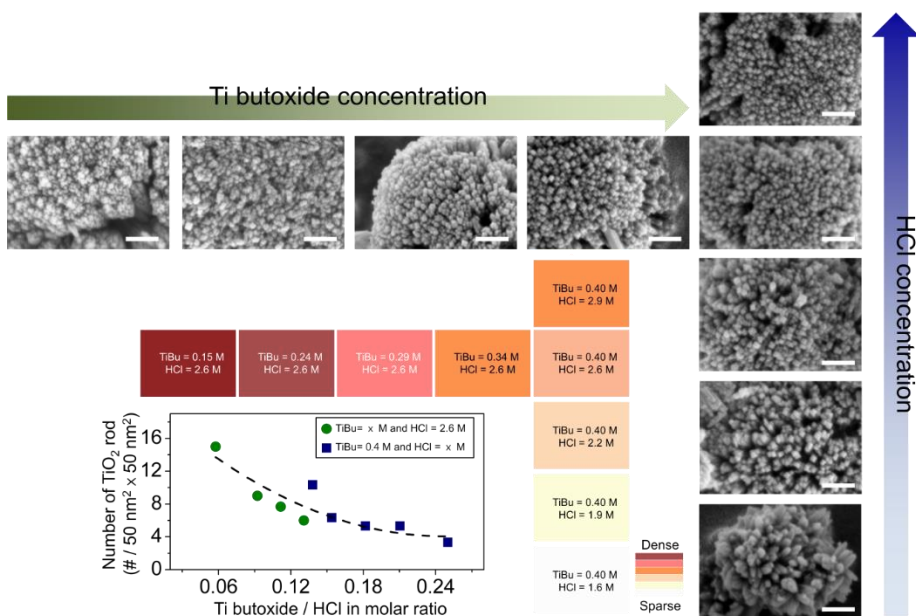 Ti butoxide concentration
HCl concentration
TiBu = 0.40 M
HCl = 2.9 M
TiBu = 0.15 M
HCl = 2.6 M
TiBu = 0.24 M
HCl = 2.6 M
TiBu = 0.29 M
HCl = 2.6 M
TiBu = 0.34 M
HCl = 2.6 M
TiBu = 0.40 M
HCl = 2.6 M
TiBu = 0.40 M
HCl = 2.2 M
TiBu = 0.40 M
HCl = 1.9 M
TiBu = 0.40 M
HCl = 1.6 M
Dense
Sparse
TiBu= x M and HCl = 2.6 M
TiBu= 0.4 M and HCl = x M
Number of TiO₂ rod
(# / 50 nm² x 50 nm²)
16
12
8
4
0
0.06 0.12 0.18 0.24
Ti butoxide / HCl in molar ratio